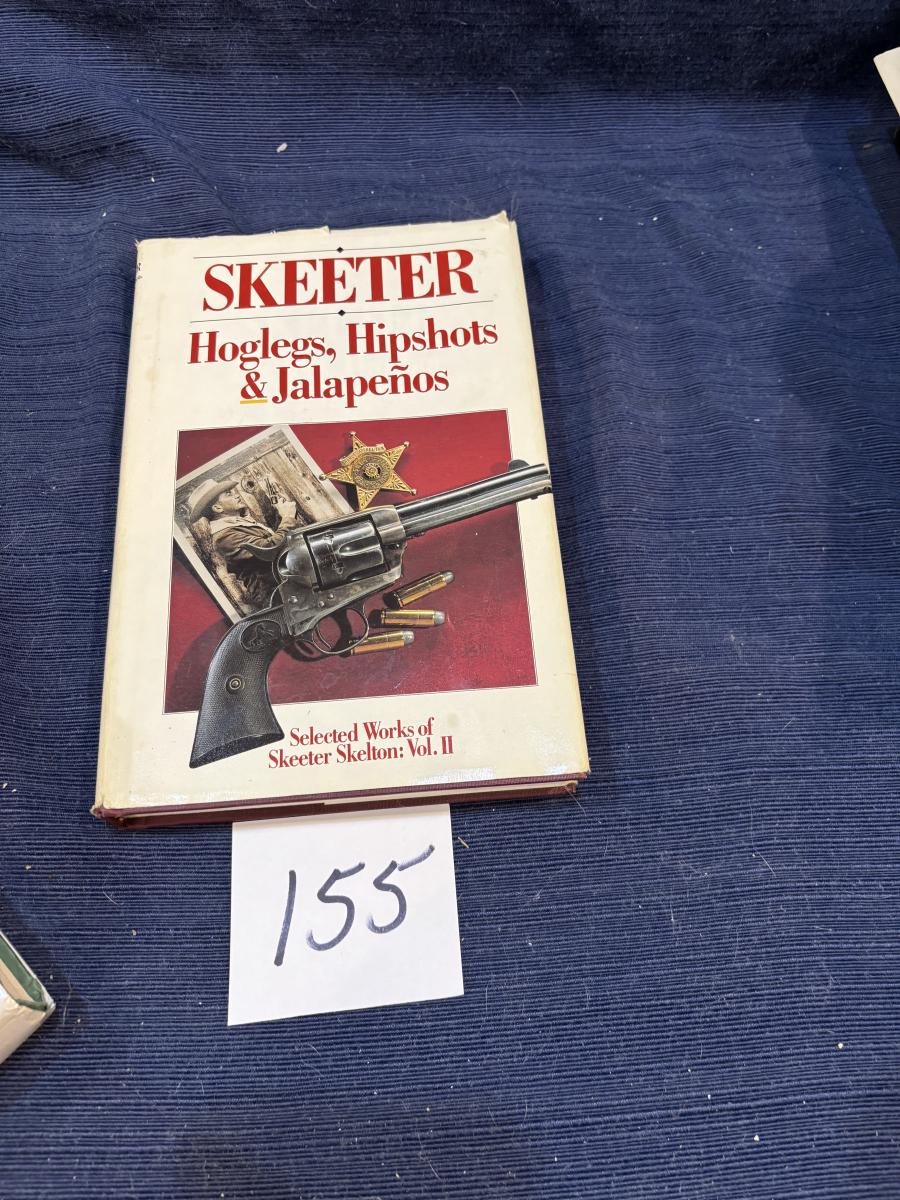 SKEETER
Hoglegs, Hipshots
& Jalapeños
Selected Works of
Skeeter Skelton: Vol. II
155